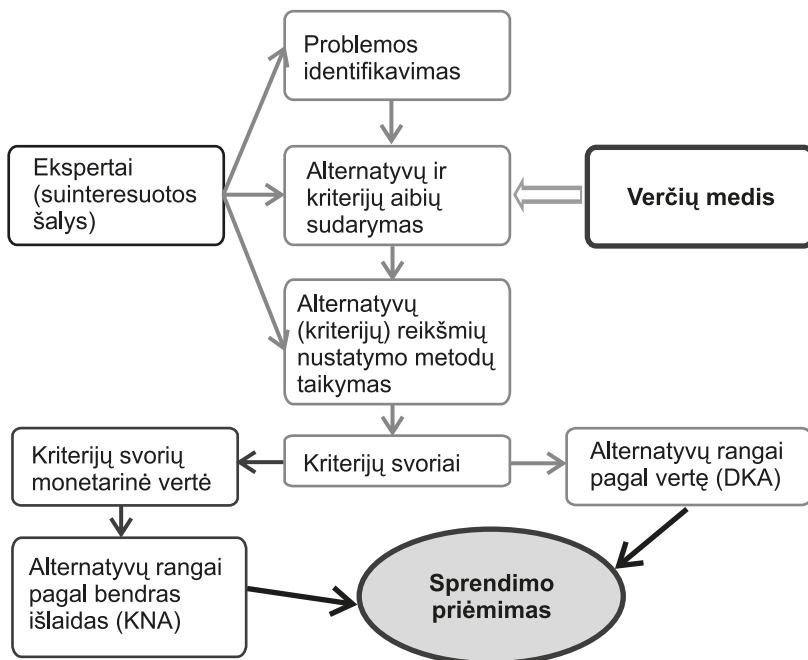 Problemos
identifikavimas
Ekspertai
(suinteresuotos
šalys)
Alternatyvų ir
kriterijų aibių
sudarymas
Verčių medis
Alternatyvų
(kriterijų) reikšmių
nustatymo metodų
taikymas
Kriterijų svorių
monetarinė vertė
Kriterijų svoriai
Alternatyvų rangai
pagal vertę (DKA)
Alternatyvų rangai
pagal bendras
išlaidas (KNA)
Sprendimo
priėmimas